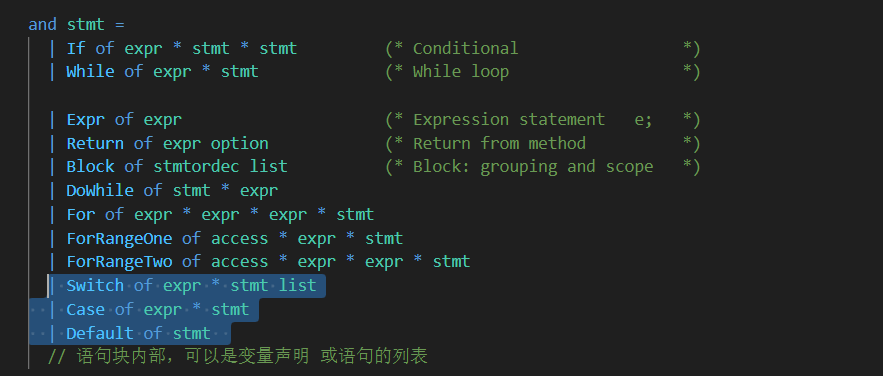 and stmt =
| If of expr * stmt * stmt (* Conditional *)
| While of expr * stmt (* While loop *)
| Expr of expr (* Expression statement e; *)
| Return of expr option (* Return from method *)
| Block of stmtordec list (* Block: grouping and scope *)
| DoWhile of stmt * expr
| For of expr * expr * expr * stmt
| ForRangeOne of access * expr * stmt
| ForRangeTwo of access * expr * expr * stmt
| Switch of expr * stmt list
| Case of expr * stmt
| Default of stmt
// 语句块内部，可以是变量声明 或语句的列表